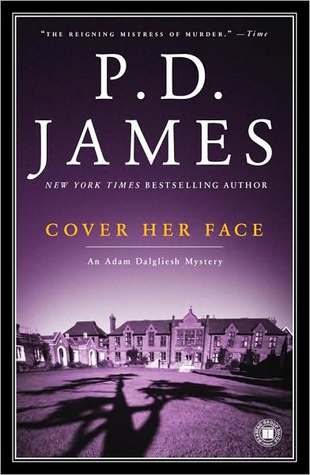 "THE REIGNING MISTRESS OF MURDER." —Time
P.D.
JAMES
NEW YORK TIMES BESTSELLING AUTHOR
COVER HER FACE
An Adam Dalgliesh Mystery